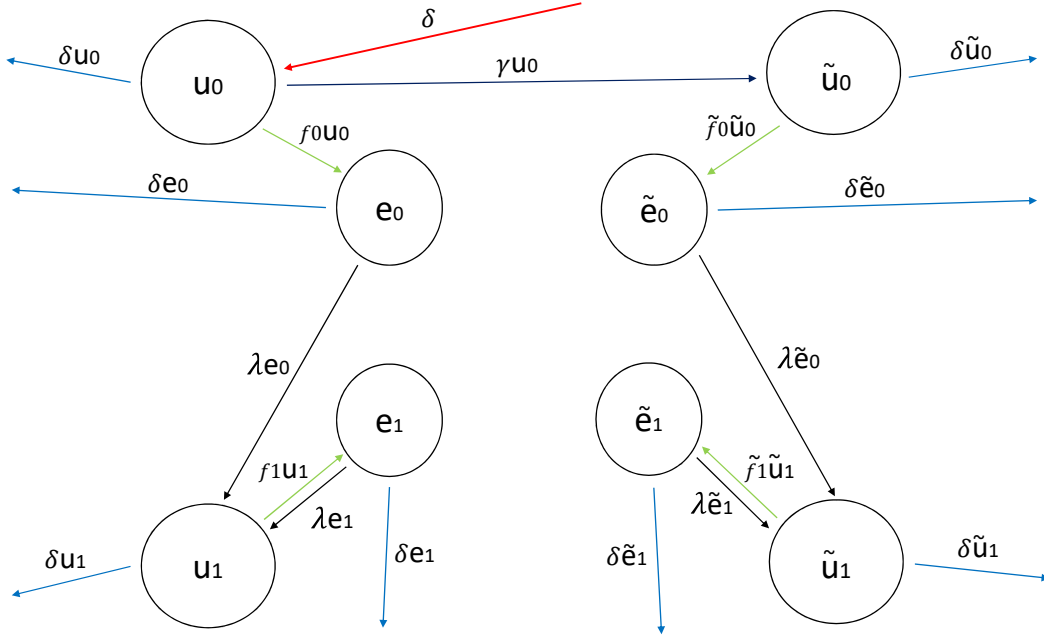 δ
δu₀
u₀
γu₀
ũ₀
δũ₀
f₀u₀
f̃₀ũ₀
δe₀
e₀
ẽ₀
δẽ₀
λe₀
λẽ₀
e₁
ẽ₁
f₁u₁
f̃₁ũ₁
λe₁
λẽ₁
δu₁
u₁
δe₁
δẽ₁
ũ₁
δũ₁